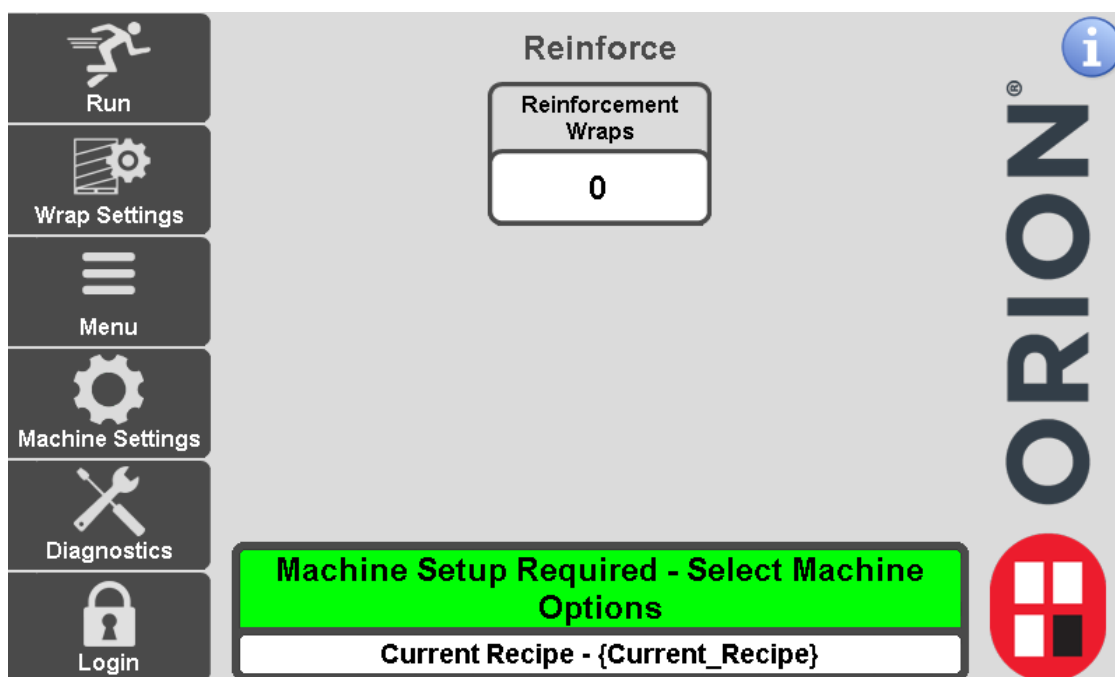 Run
Wrap Settings
Menu
Machine Settings
Diagnostics
Login
Reinforce
Reinforcement
Wraps
0
Machine Setup Required - Select Machine
Options
Current Recipe - {Current_Recipe}
i
ORION®